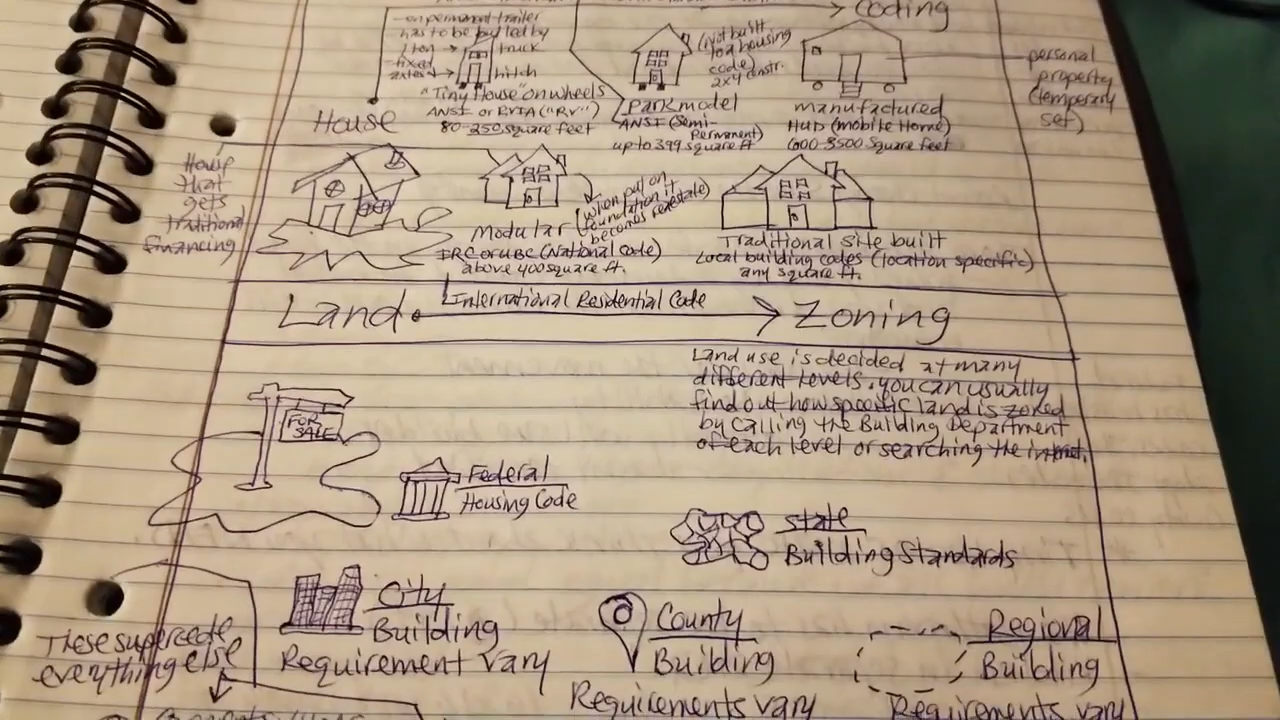 coding
on permanent trailer
has to be pulled by
1 ton truck
fixed
axles hitch
"Tiny House" on wheels
ANSI or RVIA ("RV")
80-250 square feet
(not built
to a housing
code)
2x4 constr.
Park model
ANSI (Semi-
Permanent)
up to 399 square ft
manufactured
HUD (mobile Home)
600-3500 Square feet
personal
property
(temporary
set)
House
that
gets
traditional
financing
modular
(when put on
foundation it
becomes real estate)
IRC or UBC (National Code)
above 400 square ft.
Traditional site built
Local building codes (location specific)
any square ft.
International Residential Code
Land Zoning
Land use is decided at many
different levels. you can usually
find out how specific land is zoned
by calling the Building Department
of each level or searching the internet.
FOR
SALE
Federal
Housing Code
State
Building Standards
City
Building
Requirement vary
County
Building
Requirements vary
Regional
Building
Requirements vary
These supercede
everything else